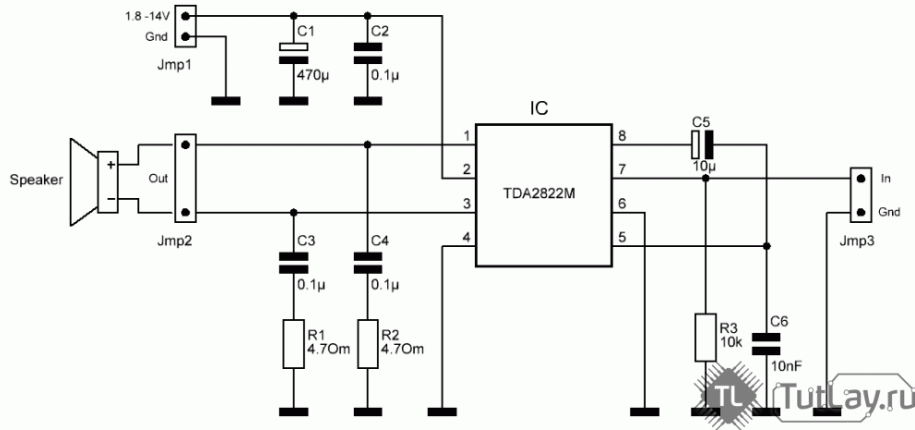 1.8 -14V
Gnd
Jmp1
C1
470µ
C2
0.1µ
IC
1
2
3
4
8
7
6
5
TDA2822M
C5
10µ
Speaker
+
−
Out
Jmp2
In
Gnd
Jmp3
C3
0.1µ
C4
0.1µ
R1
4.7Om
R2
4.7Om
R3
10k
C6
10nF
TL
TutLay.ru